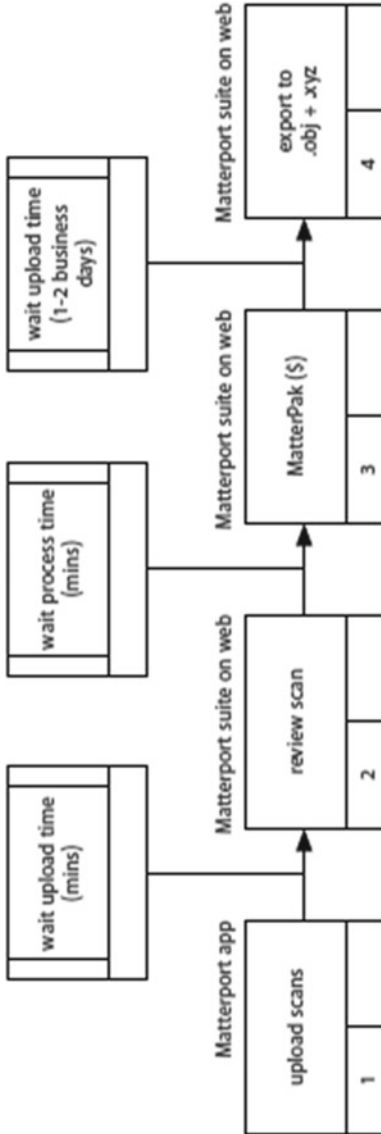 wait upload time
(mins)
wait process time
(mins)
wait upload time
(1-2 business
days)
Matterport app
upload scans
1
Matterport suite on web
review scan
2
Matterport suite on web
MatterPak ($)
3
Matterport suite on web
export to
.obj + .xyz
4